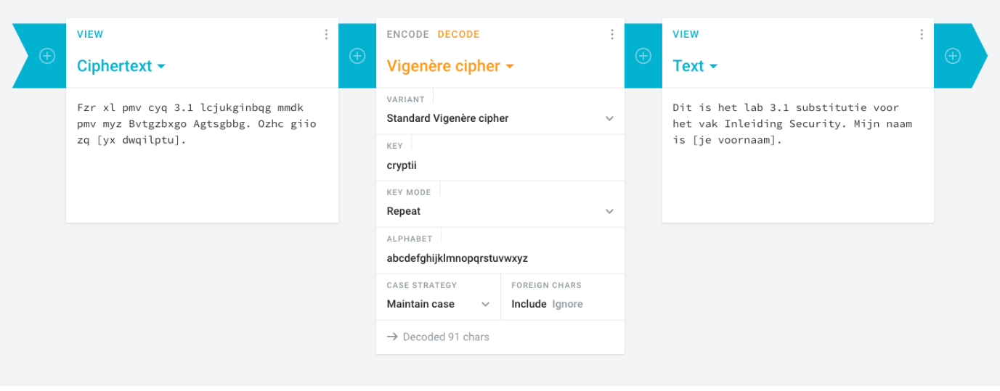 VIEW
Ciphertext
Fzr xl pmv cyq 3.1 lcjukginbqg mmdk
pmv myz Bvtgzbxgo Agtsgbbg. Ozhc giio
zq [yx dwqilptu].
ENCODE DECODE
Vigenère cipher
VARIANT
Standard Vigenère cipher
KEY
cryptii
KEY MODE
Repeat
ALPHABET
abcdefghijklmnopqrstuvwxyz
CASE STRATEGY
Maintain case
FOREIGN CHARS
Include Ignore
Decoded 91 chars
VIEW
Text
Dit is het lab 3.1 substitutie voor
het vak Inleiding Security. Mijn naam
is [je voornaam].